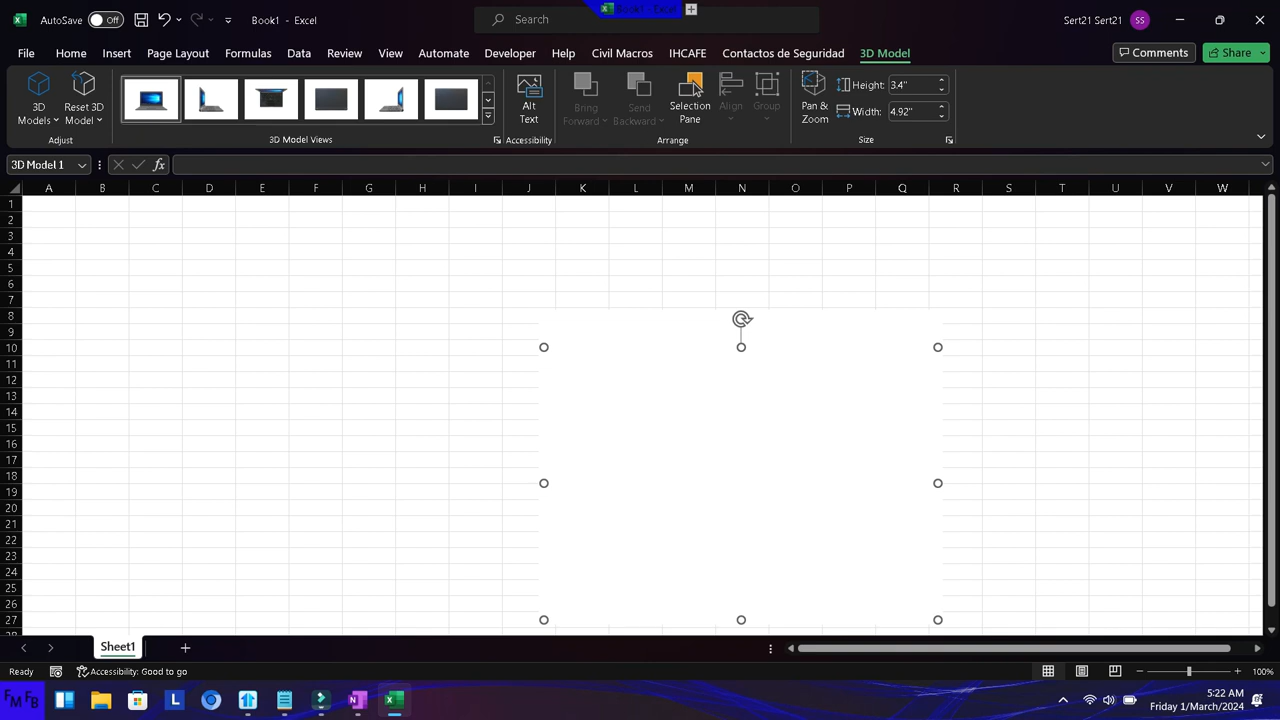 AutoSave Off Book1 - Excel Search Book1 - Excel Sert21 Sert21 SS
File Home Insert Page Layout Formulas Data Review View Automate Developer Help Civil Macros IHCAFE Contactos de Seguridad 3D Model Comments Share
3D Models Reset 3D Model Alt Text Bring Forward Send Backward Selection Pane Align Group Pan & Zoom Height: 3.4" Width: 4.92"
Adjust 3D Model Views Accessibility Arrange Size
3D Model 1 fx
A B C D E F G H I J K L M N O P Q R S T U V W
1
2
3
4
5
6
7
8
9
10
11
12
13
14
15
16
17
18
19
20
21
22
23
24
25
26
27
28
Sheet1
Ready Accessibility: Good to go 100%
FM FB L N 5:22 AM
Friday 1/March/2024